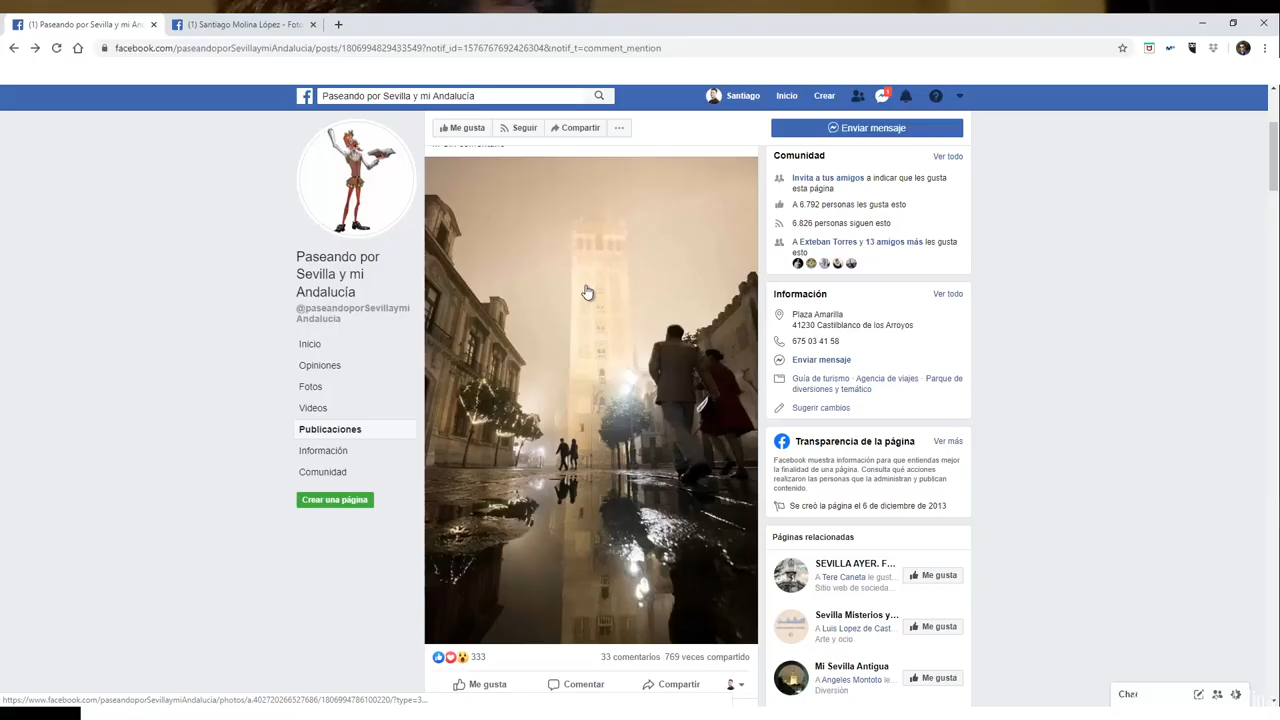 (1) Paseando por Sevilla y mi An
(1) Santiago Molina López - Foto
facebook.com/paseandoporSevillaymiAndalucia/posts/1806994829433549?notif_id=1576767692426304&notif_t=comment_mention
Paseando por Sevilla y mi Andalucía
Santiago
Inicio
Crear
Me gusta
Seguir
Compartir
Enviar mensaje
Comunidad
Ver todo
Invita a tus amigos a indicar que les gusta
esta página
A 6.792 personas les gusta esto
6.826 personas siguen esto
A Esteban Torres y 13 amigos más les gusta
esto
Información
Ver todo
Plaza Amarilla
41230 Castilblanco de los Arroyos
675 03 41 58
Enviar mensaje
Guía de turismo · Agencia de viajes · Parque de
diversiones y temático
Sugerir cambios
Transparencia de la página
Ver más
Facebook muestra información para que entiendas mejor
la finalidad de una página. Consulta qué acciones
realizaron las personas que la administran y publican
contenido.
Se creó la página el 6 de diciembre de 2013
Páginas relacionadas
SEVILLA AYER. F...
A Tere Caneta le gust...
Sitio web de socieda...
Me gusta
Sevilla Misterios y...
A Luis Lopez de Cast...
Arte y ocio
Me gusta
Mi Sevilla Antigua
A Angeles Montoto le...
Diversión
Me gusta
Paseando por
Sevilla y mi
Andalucía
@paseandoporSevillaymi
Andalucia
Inicio
Opiniones
Fotos
Videos
Publicaciones
Información
Comunidad
Crear una página
333
33 comentarios 769 veces compartido
Me gusta
Comentar
Compartir
Chat
https://www.facebook.com/paseandoporSevillaymiAndalucia/photos/a.402720266527686/1806994786100220/?type=3...